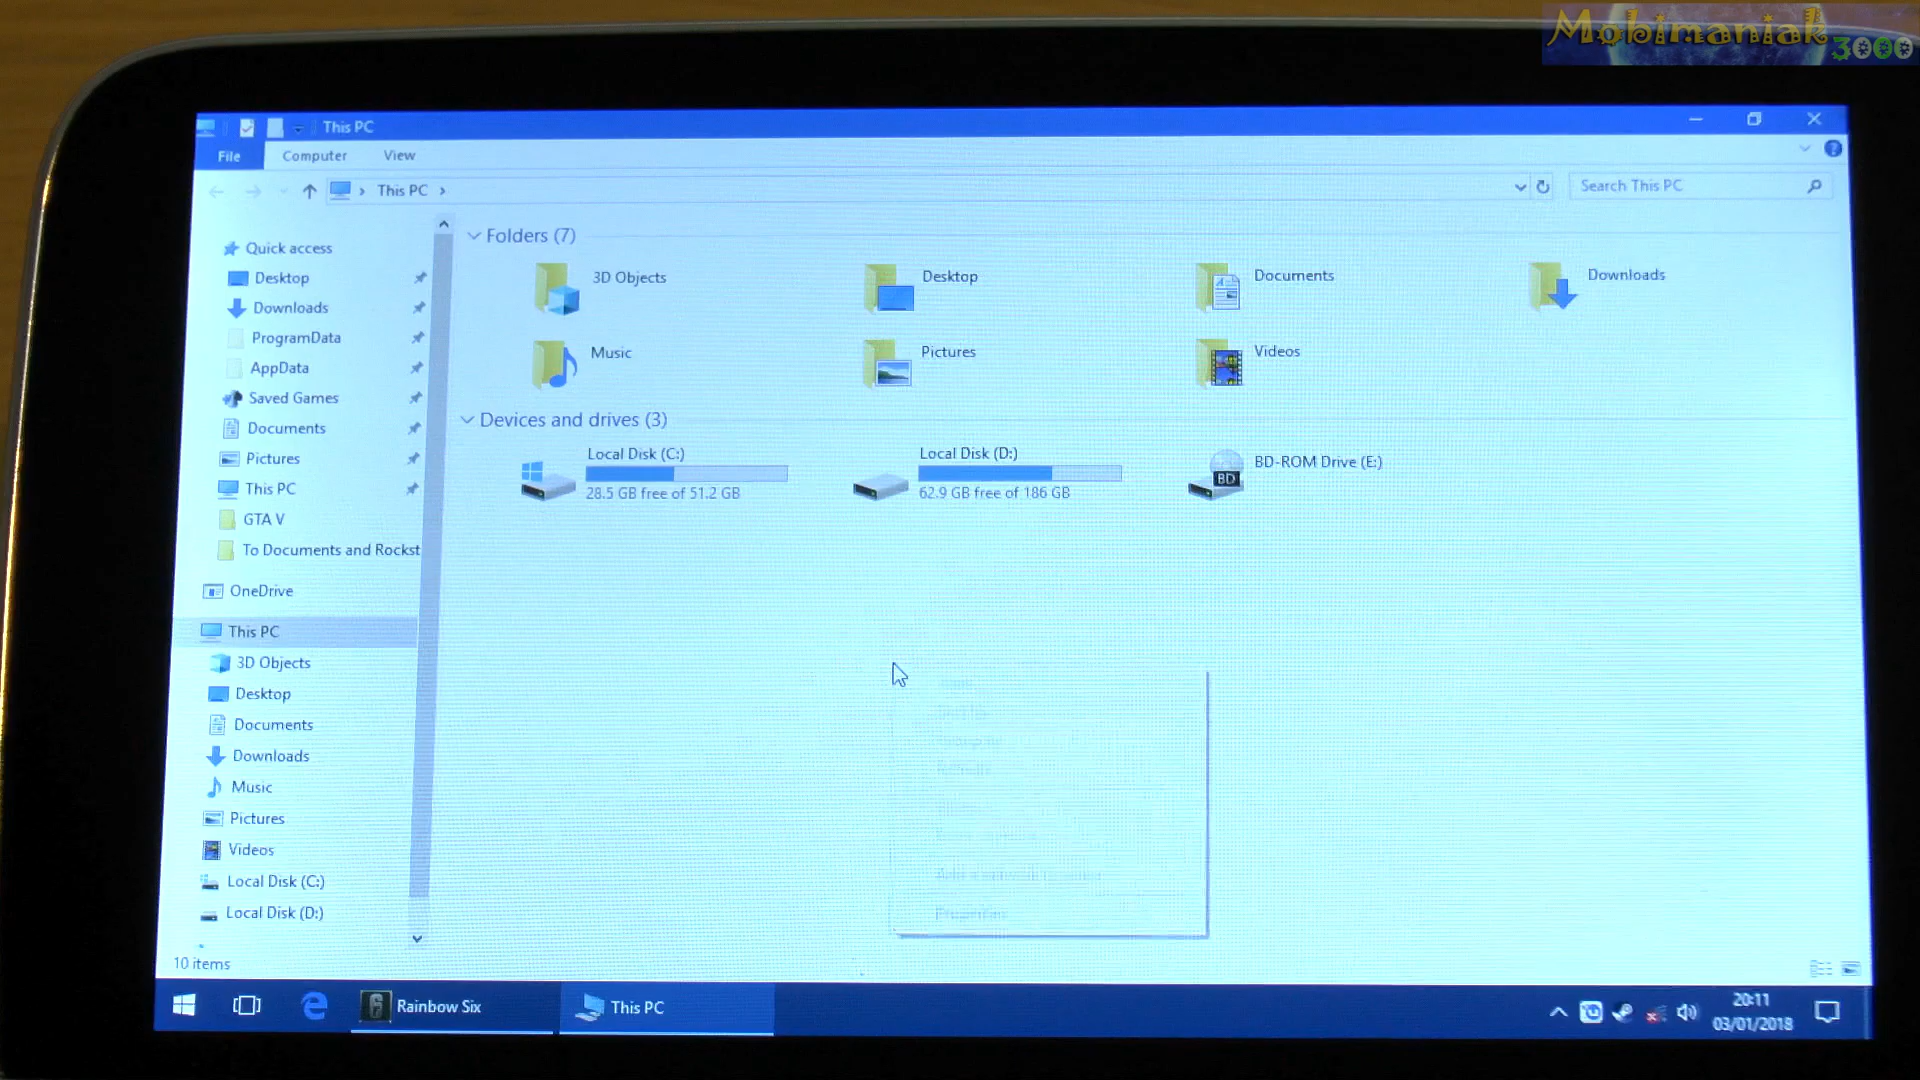 Mobimaniak
3000
This PC
File
Computer
View
This PC
Search This PC
Quick access
Desktop
Downloads
ProgramData
AppData
Saved Games
Documents
Pictures
This PC
GTA V
To Documents and Rockst
OneDrive
This PC
3D Objects
Desktop
Documents
Downloads
Music
Pictures
Videos
Local Disk (C:)
Local Disk (D:)
Folders (7)
3D Objects
Desktop
Documents
Downloads
Music
Pictures
Videos
Devices and drives (3)
Local Disk (C:)
28.5 GB free of 51.2 GB
Local Disk (D:)
62.9 GB free of 186 GB
BD-ROM Drive (E:)
BD
Properties
10 items
Rainbow Six
This PC
20:11
03/01/2018